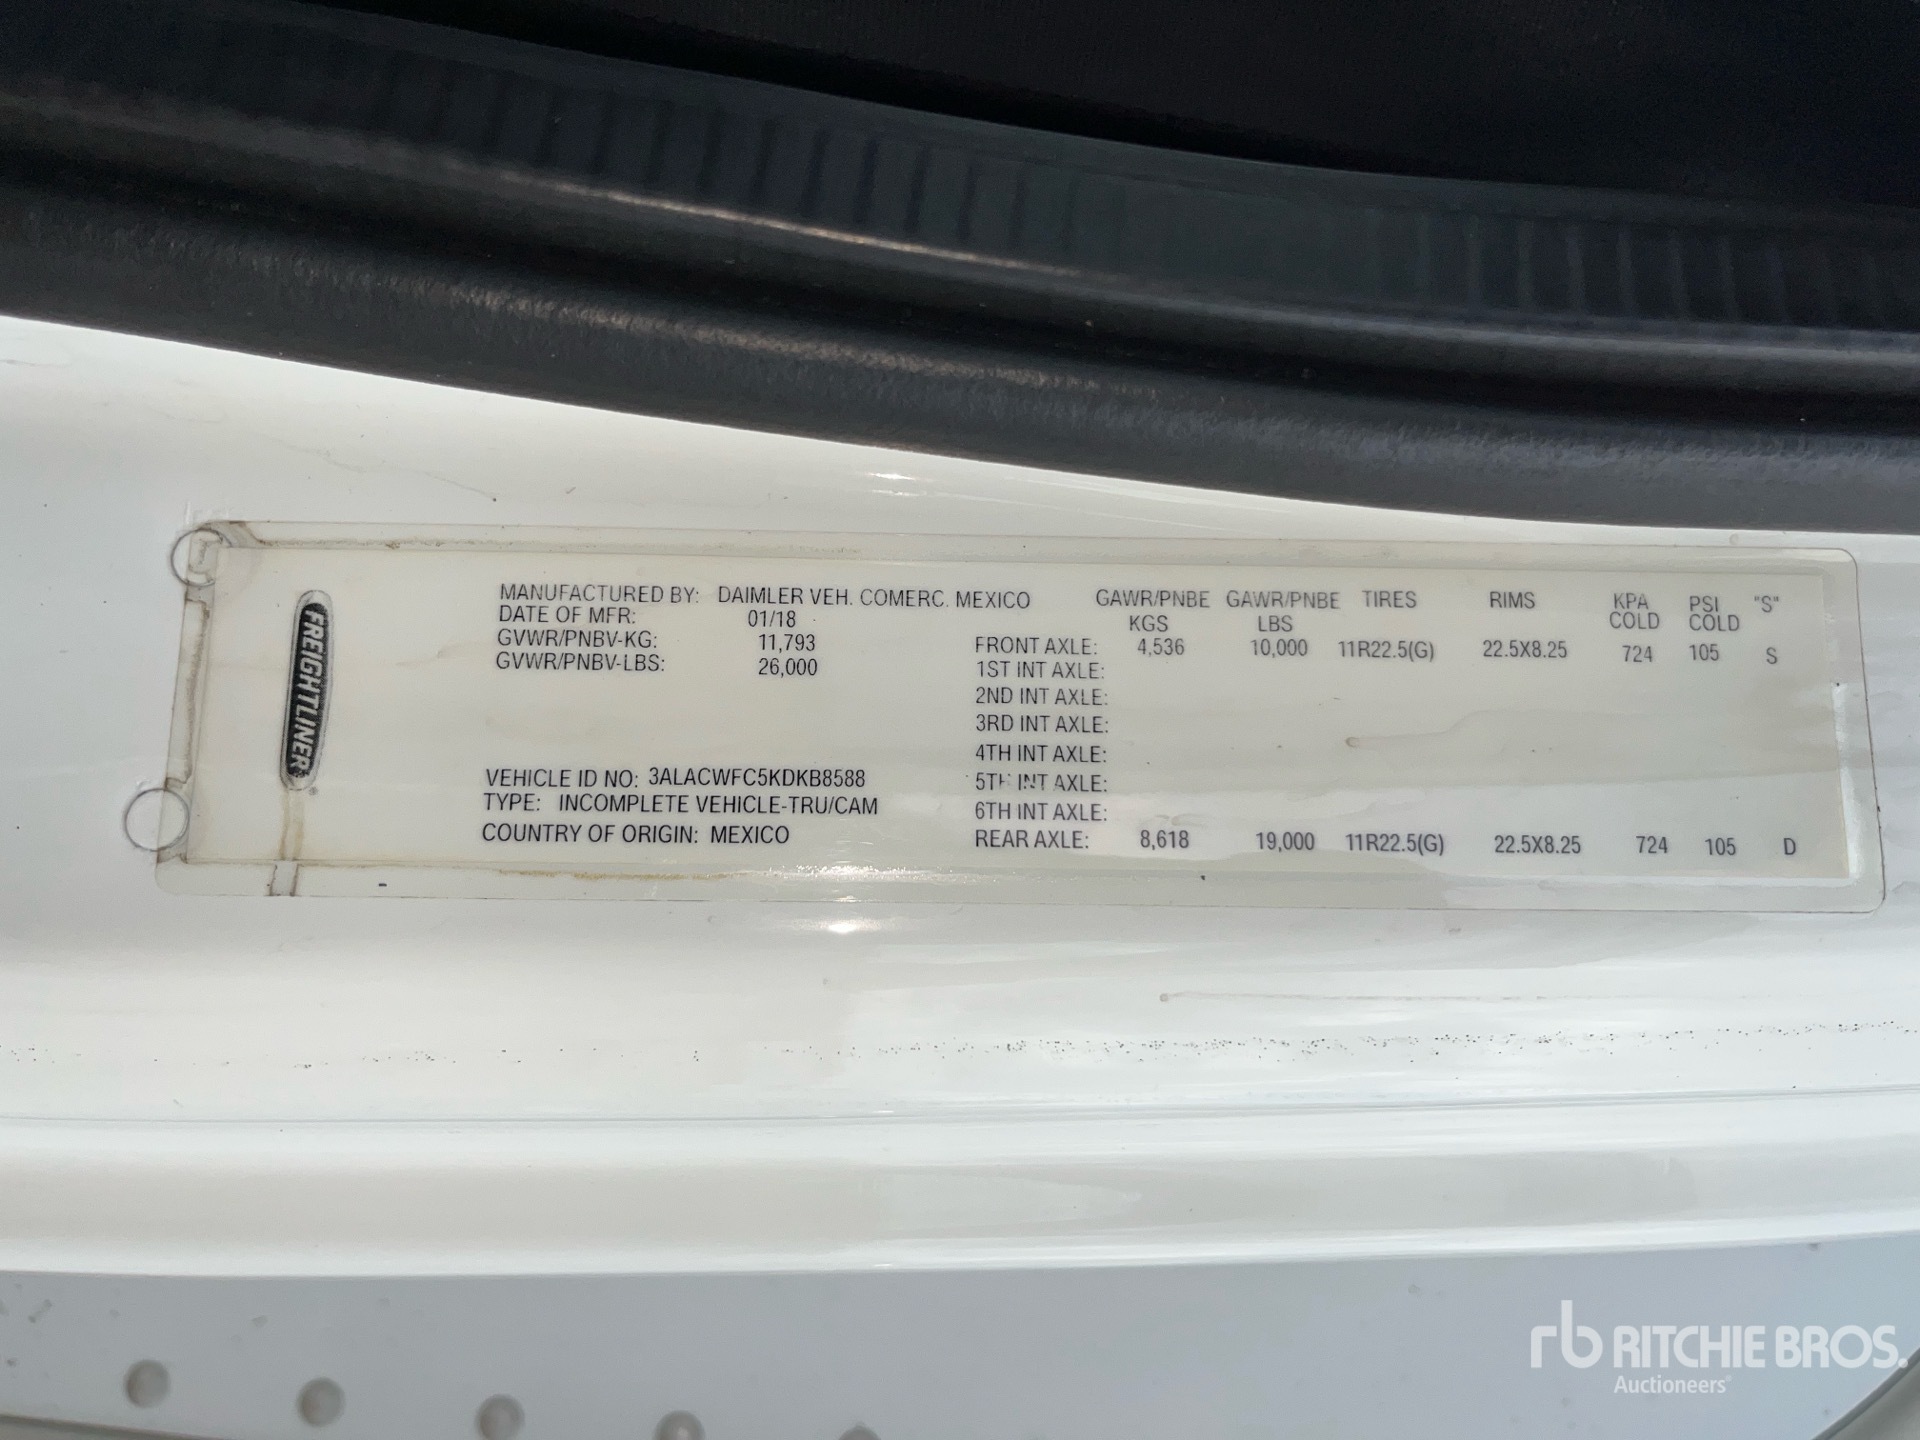 FREIGHTLINER
MANUFACTURED BY: DAIMLER VEH. COMERC. MEXICO
DATE OF MFR: 01/18
GVWR/PNBV-KG: 11,793
GVWR/PNBV-LBS: 26,000
VEHICLE ID NO: 3ALACWFC5KDKB8588
TYPE: INCOMPLETE VEHICLE-TRU/CAM
COUNTRY OF ORIGIN: MEXICO
GAWR/PNBE GAWR/PNBE TIRES RIMS KPA PSI "S"
KGS LBS COLD COLD
FRONT AXLE: 4,536 10,000 11R22.5(G) 22.5X8.25 724 105 S
1ST INT AXLE:
2ND INT AXLE:
3RD INT AXLE:
4TH INT AXLE:
5TH INT AXLE:
6TH INT AXLE:
REAR AXLE: 8,618 19,000 11R22.5(G) 22.5X8.25 724 105 D
rb RITCHIE BROS.
Auctioneers